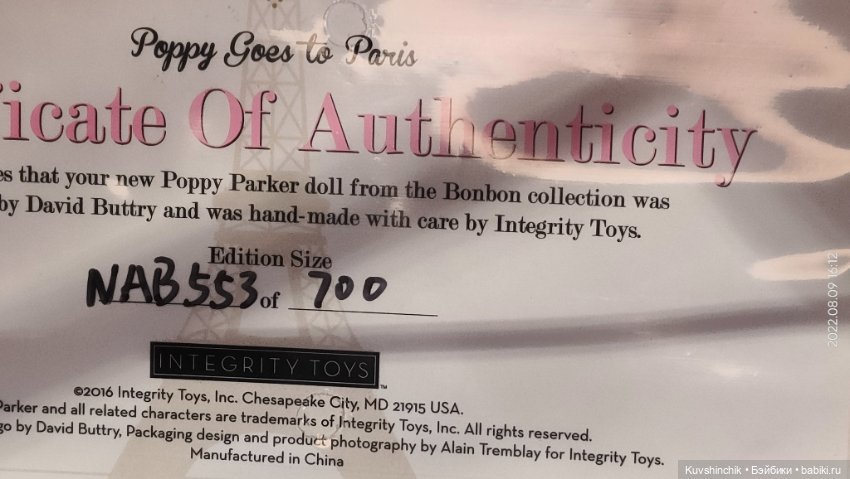 Poppy Goes to Paris
ficate Of Authenticity
es that your new Poppy Parker doll from the Bonbon collection was
by David Buttry and was hand-made with care by Integrity Toys.
Edition Size
NAB 553 of 700
INTEGRITY TOYS™
©2016 Integrity Toys, Inc. Chesapeake City, MD 21915 USA.
Parker and all related characters are trademarks of Integrity Toys, Inc. All rights reserved.
go by David Buttry, Packaging design and product photography by Alain Tremblay for Integrity Toys.
Manufactured in China
2022.08.09 16:12
Kuvshinchik • Бэйбики • babiki.ru